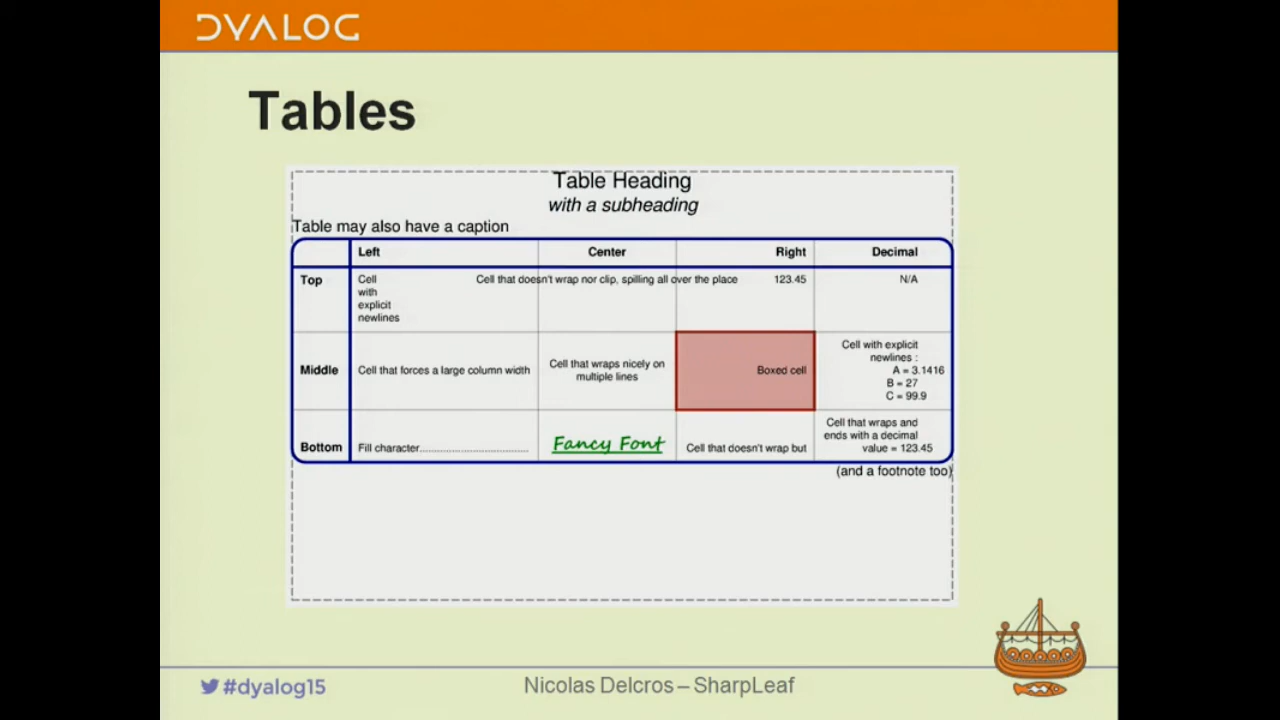 DYALOG
Tables
Table Heading
with a subheading
Table may also have a caption
Left Center Right Decimal
Top
Cell
with
explicit
newlines
Cell that doesn't wrap nor clip, spilling all over the place
123.45
N/A
Middle
Cell that forces a large column width
Cell that wraps nicely on
multiple lines
Boxed cell
Cell with explicit
newlines :
A = 3.1416
B = 27
C = 99.9
Bottom
Fill character....................................
Fancy Font
Cell that doesn't wrap but
Cell that wraps and
ends with a decimal
value = 123.45
(and a footnote too)
#dyalog15
Nicolas Delcros – SharpLeaf